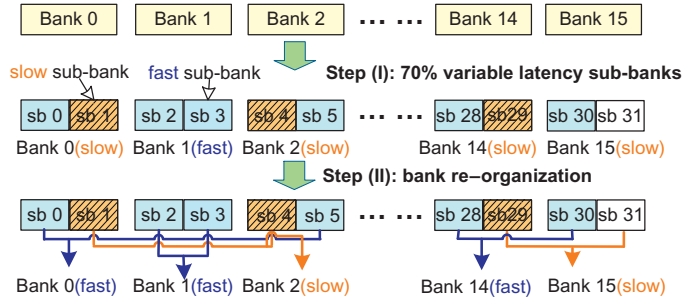 Bank 0 Bank 1 Bank 2 ... ... Bank 14 Bank 15
slow sub-bank fast sub-bank Step (I): 70% variable latency sub-banks
sb 0 sb 1 sb 2 sb 3 sb 4 sb 5 ... ... sb 28 sb29 sb 30 sb 31
Bank 0(slow) Bank 1(fast) Bank 2(slow) Bank 14(slow) Bank 15(slow)
Step (II): bank re−organization
sb 0 sb 1 sb 2 sb 3 sb 4 sb 5 ... ... sb 28 sb29 sb 30 sb 31
Bank 0(fast) Bank 1(fast) Bank 2(slow) Bank 14(fast) Bank 15(slow)